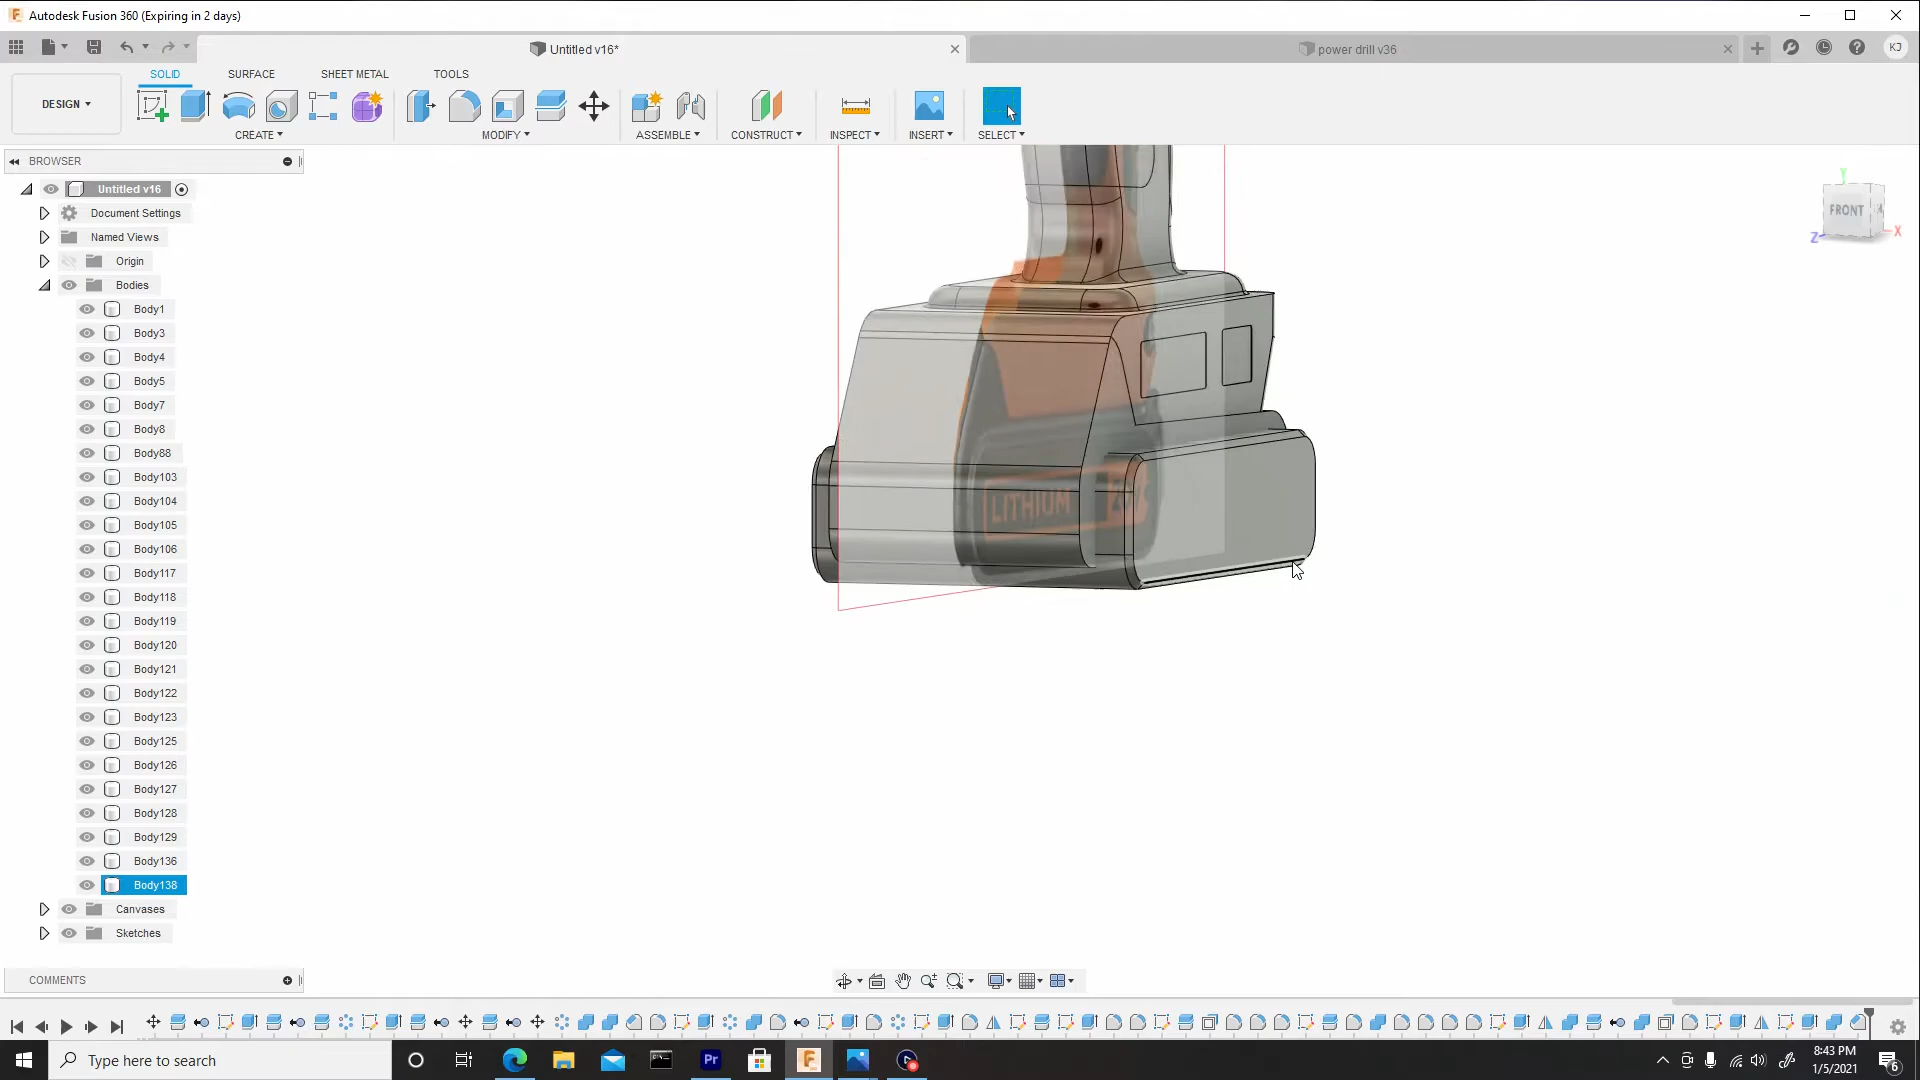 Autodesk Fusion 360 (Expiring in 2 days)
Untitled v16*
power drill v36
KJ
SOLID
SURFACE
SHEET METAL
TOOLS
DESIGN
CREATE
MODIFY
ASSEMBLE
CONSTRUCT
INSPECT
INSERT
SELECT
BROWSER
Untitled v16
Document Settings
Named Views
Origin
Bodies
Body1
Body3
Body4
Body5
Body7
Body8
Body88
Body103
Body104
Body105
Body106
Body117
Body118
Body119
Body120
Body121
Body122
Body123
Body125
Body126
Body127
Body128
Body129
Body136
Body138
Canvases
Sketches
COMMENTS
Y
FRONT
Z
X
LITHIUM
Type here to search
Pr
8:43 PM
1/5/2021
6